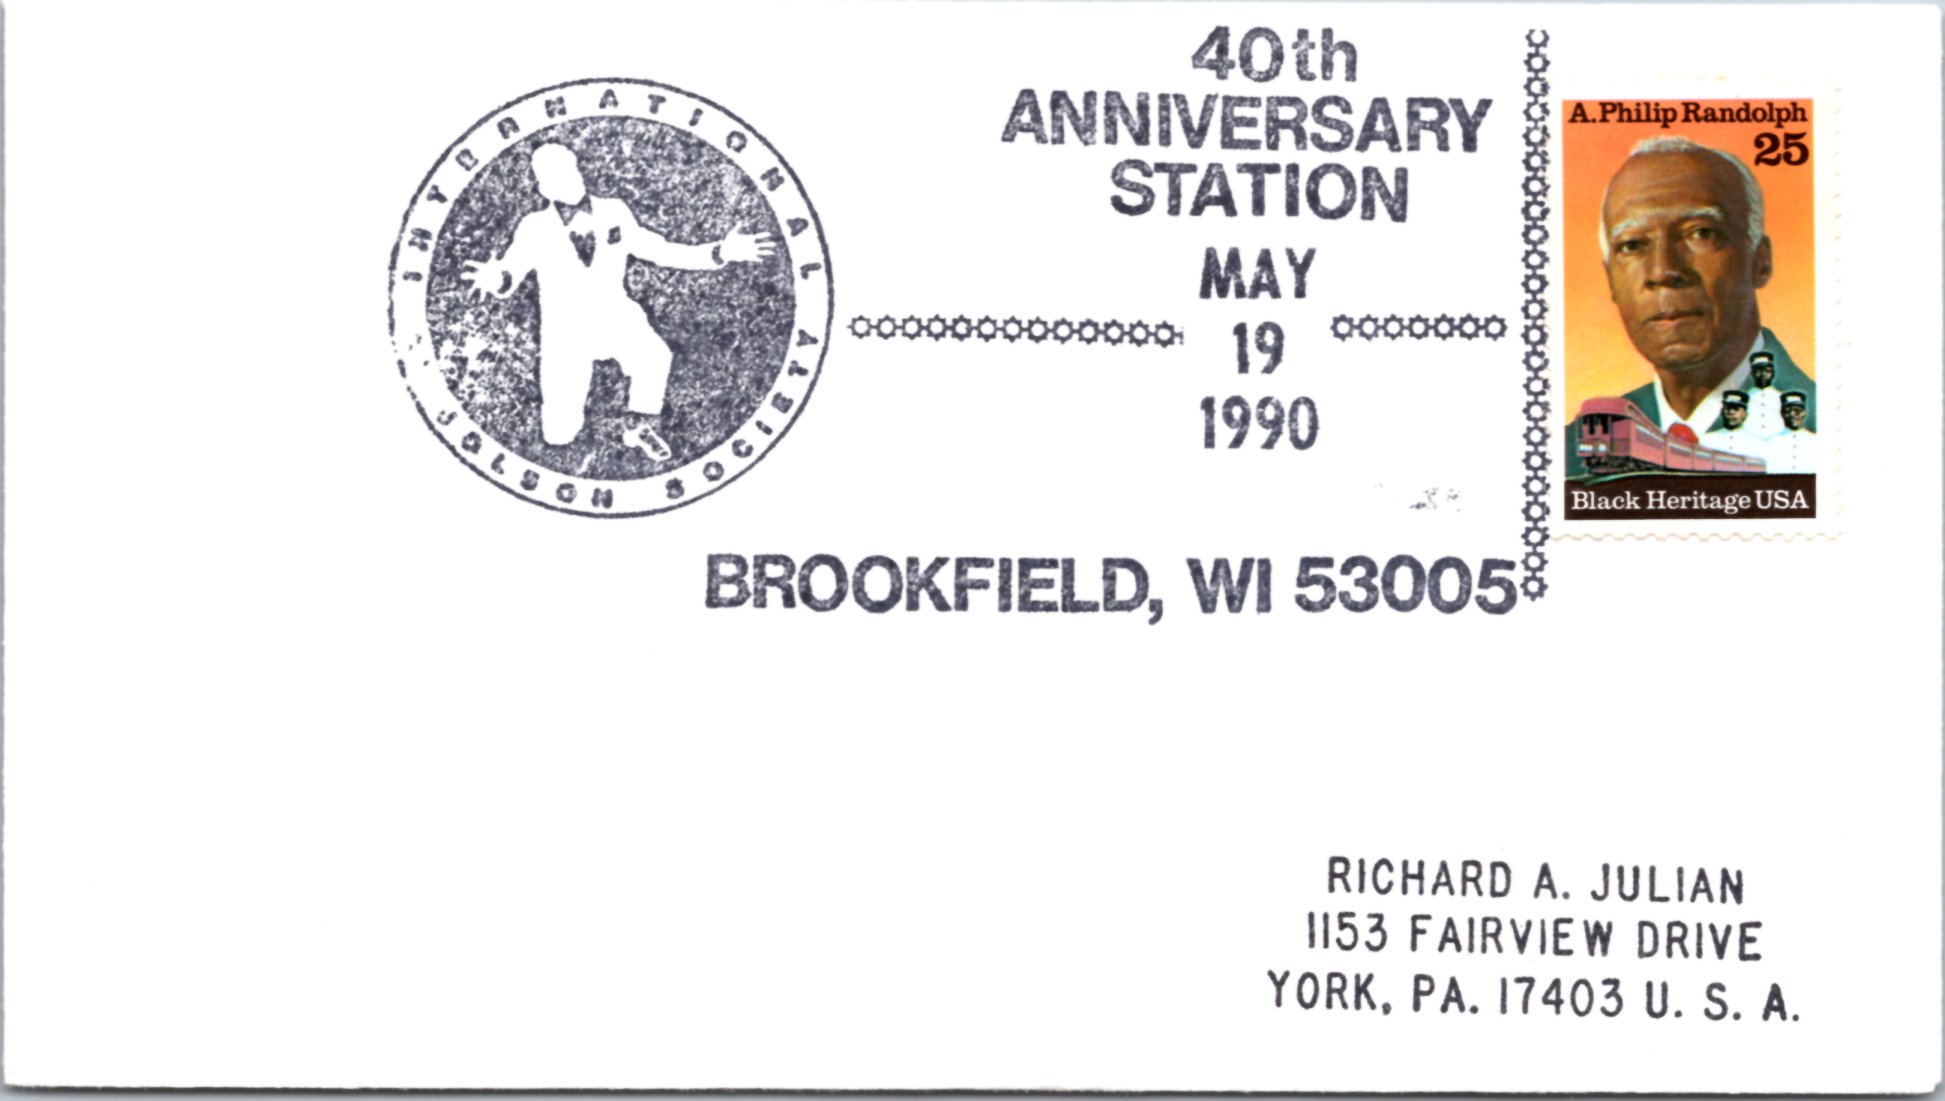 INTERNATIONAL
JOLSON SOCIETY
40th
ANNIVERSARY
STATION
MAY
19
1990
BROOKFIELD, WI 53005
A. Philip Randolph
25
Black Heritage USA
RICHARD A. JULIAN
1153 FAIRVIEW DRIVE
YORK, PA. 17403 U. S. A.